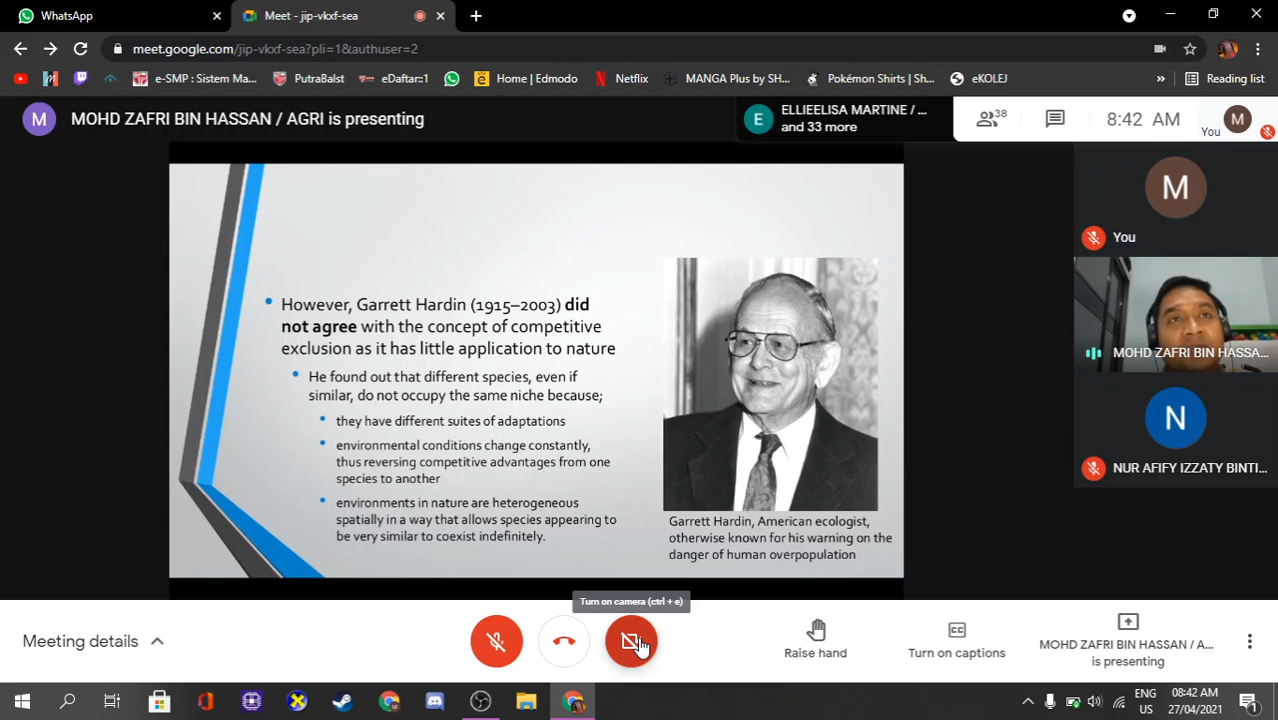 WhatsApp
Meet - jip-vkxf-sea
meet.google.com/jip-vkxf-sea?pli=1&authuser=2
e-SMP : Sistem Ma...
PutraBalst
eDaftar::1
Home | Edmodo
Netflix
MANGA Plus by SH...
Pokémon Shirts | Sh...
eKOLEJ
»
Reading list
M
MOHD ZAFRI BIN HASSAN / AGRI is presenting
E
ELLIEELISA MARTINE / ...
and 33 more
38
8:42 AM
You
M
M
You
MOHD ZAFRI BIN HASSA...
N
NUR AFIFY IZZATY BINTI...
However, Garrett Hardin (1915–2003) did
not agree with the concept of competitive
exclusion as it has little application to nature
He found out that different species, even if
similar, do not occupy the same niche because;
they have different suites of adaptations
environmental conditions change constantly,
thus reversing competitive advantages from one
species to another
environments in nature are heterogeneous
spatially in a way that allows species appearing to
be very similar to coexist indefinitely.
Garrett Hardin, American ecologist,
otherwise known for his warning on the
danger of human overpopulation
Turn on camera (ctrl + e)
Meeting details
Raise hand
Turn on captions
MOHD ZAFRI BIN HASSAN / A...
is presenting
ENG
US
08:42 AM
27/04/2021
1